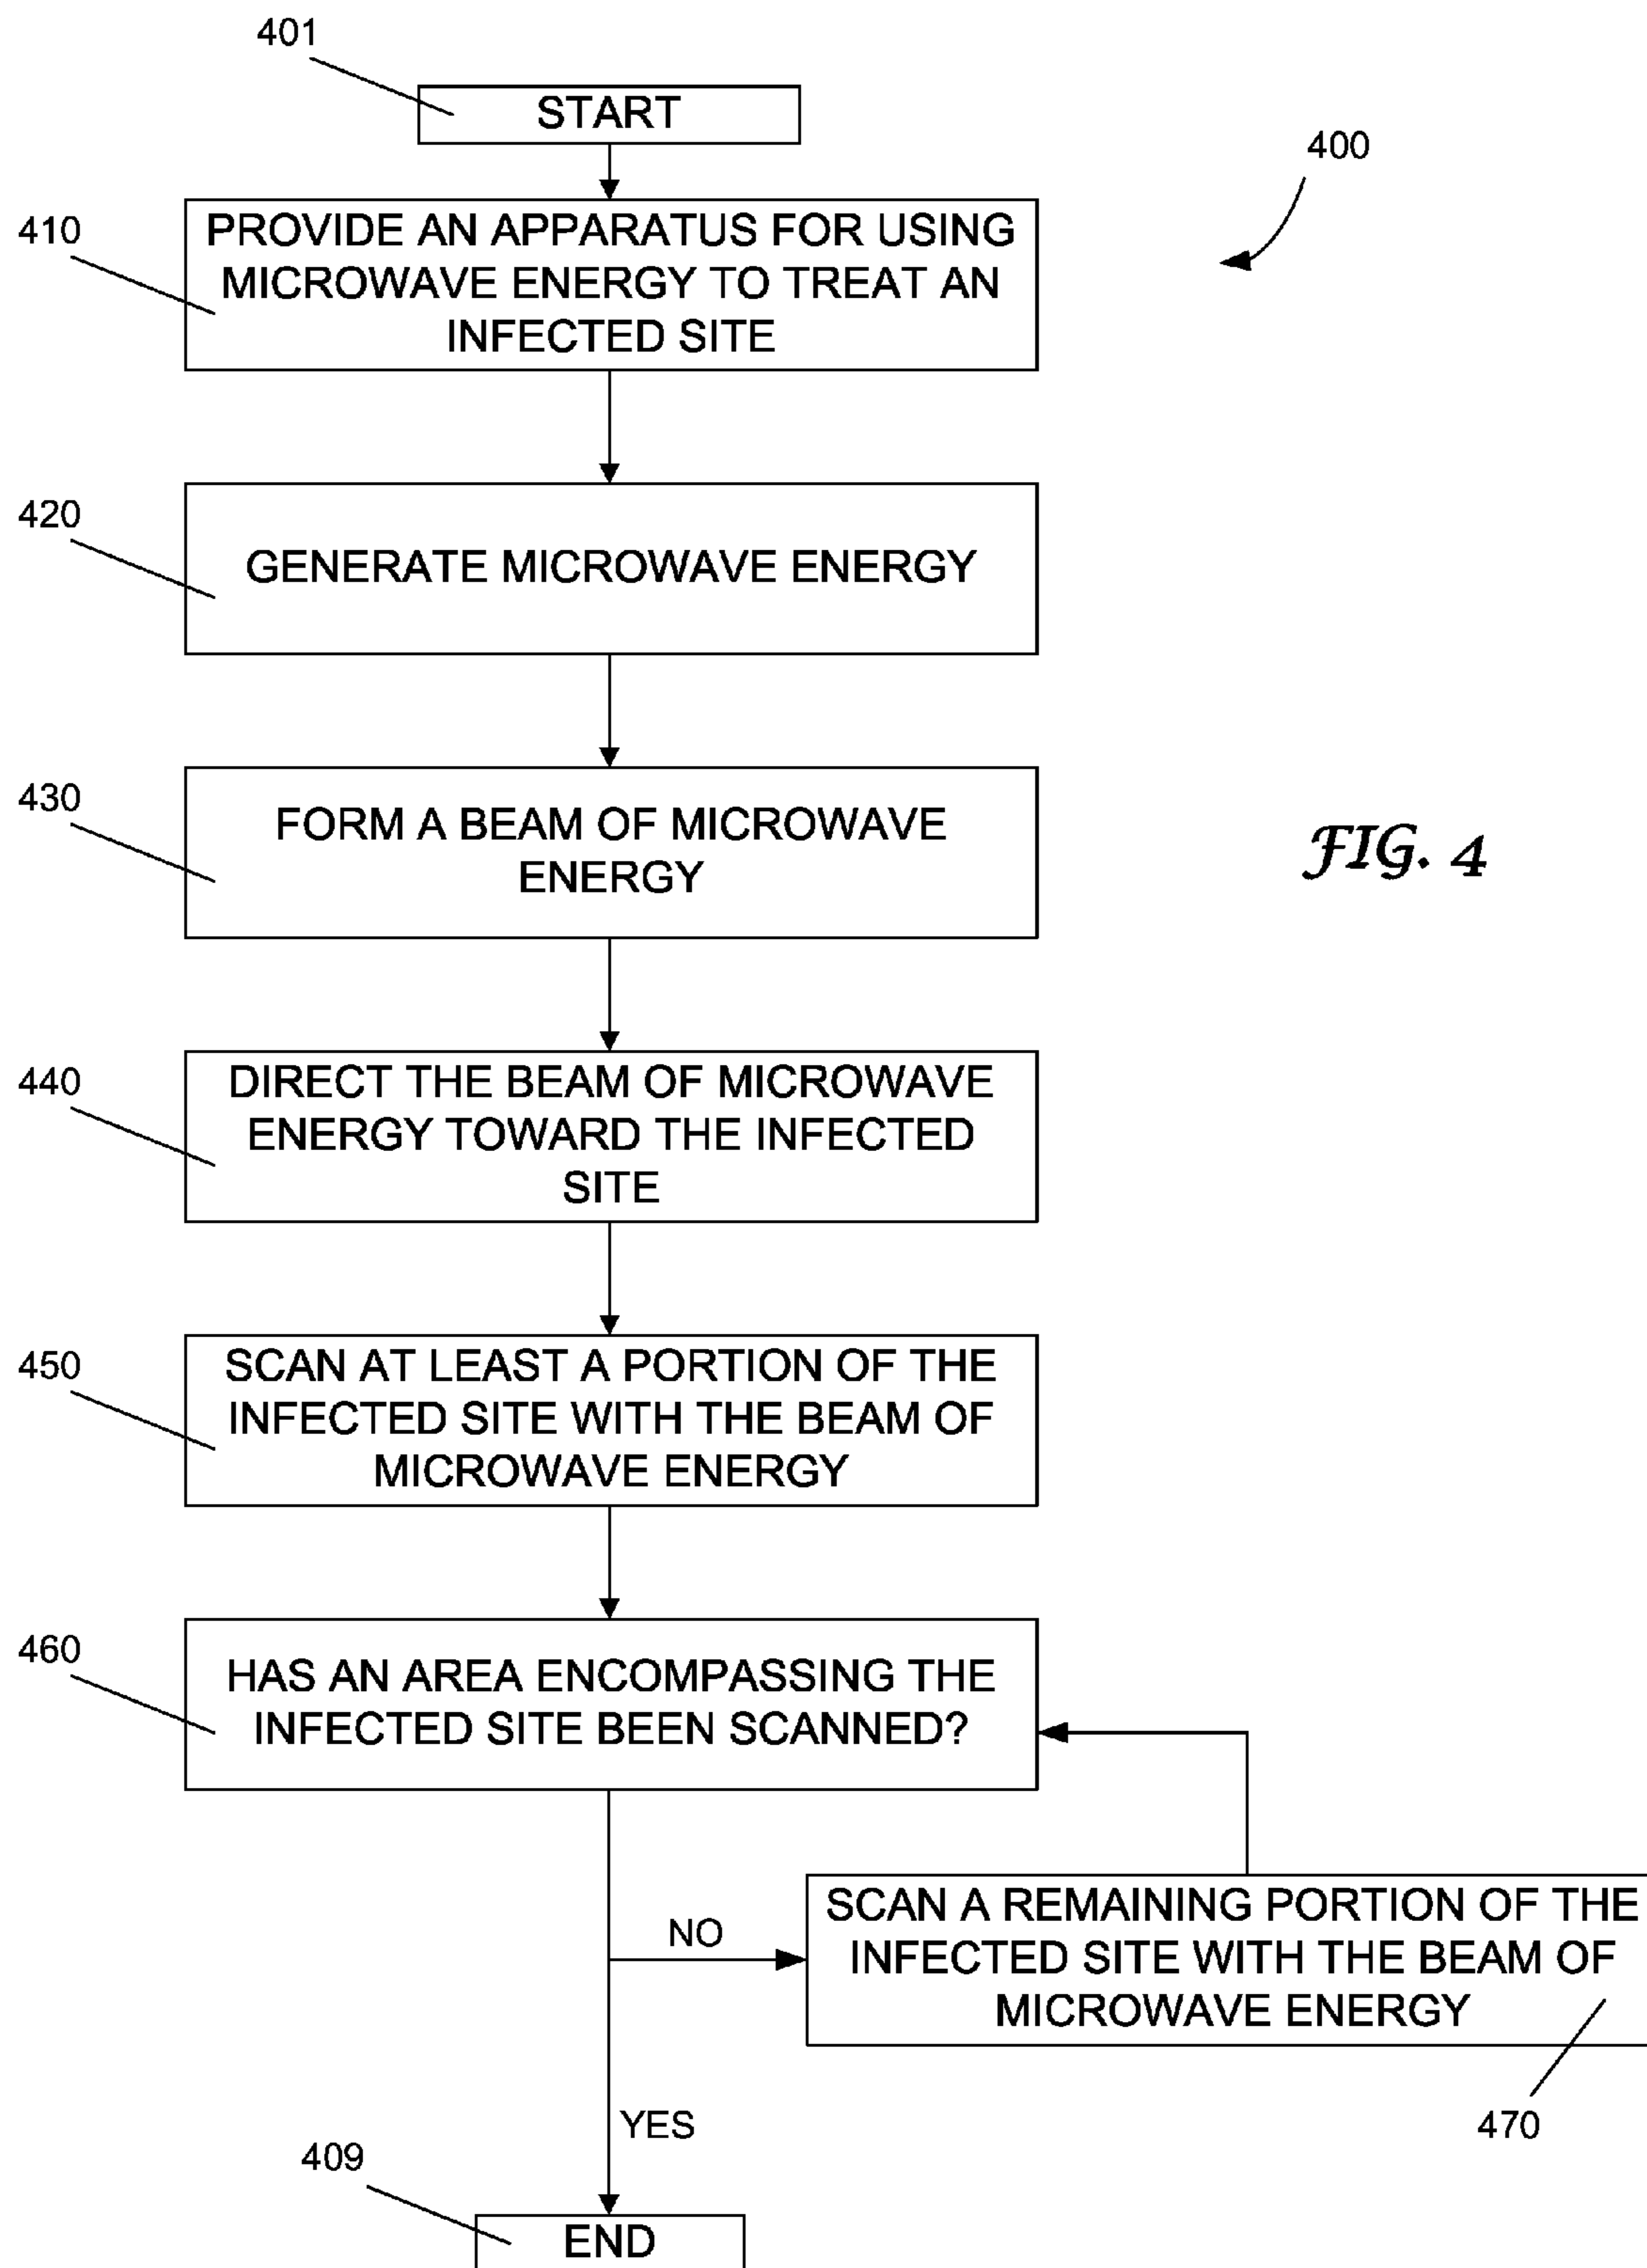 401
START
400
410
PROVIDE AN APPARATUS FOR USING
MICROWAVE ENERGY TO TREAT AN
INFECTED SITE
420
GENERATE MICROWAVE ENERGY
430
FORM A BEAM OF MICROWAVE
ENERGY
FIG. 4
440
DIRECT THE BEAM OF MICROWAVE
ENERGY TOWARD THE INFECTED
SITE
450
SCAN AT LEAST A PORTION OF THE
INFECTED SITE WITH THE BEAM OF
MICROWAVE ENERGY
460
HAS AN AREA ENCOMPASSING THE
INFECTED SITE BEEN SCANNED?
NO
SCAN A REMAINING PORTION OF THE
INFECTED SITE WITH THE BEAM OF
MICROWAVE ENERGY
470
YES
409
END